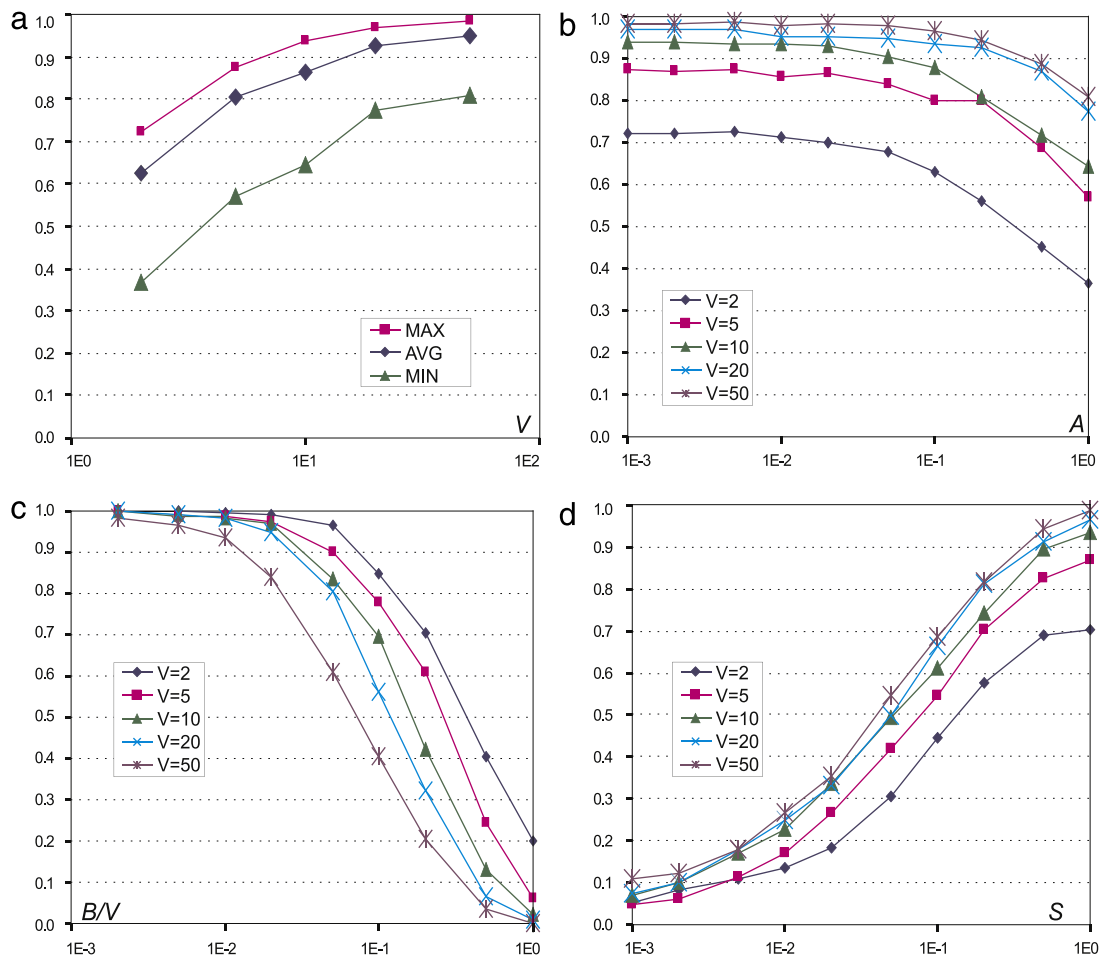 a
1.0
0.9
0.8
0.7
0.6
0.5
0.4
0.3
0.2
0.1
0.0
MAX
AVG
MIN
V
1E0
1E1
1E2
b
1.0
0.9
0.8
0.7
0.6
0.5
0.4
0.3
0.2
0.1
0.0
V=2
V=5
V=10
V=20
V=50
A
1E-3
1E-2
1E-1
1E0
c
1.0
0.9
0.8
0.7
0.6
0.5
0.4
0.3
0.2
0.1
0.0
V=2
V=5
V=10
V=20
V=50
B/V
1E-3
1E-2
1E-1
1E0
d
1.0
0.9
0.8
0.7
0.6
0.5
0.4
0.3
0.2
0.1
0.0
V=2
V=5
V=10
V=20
V=50
S
1E-3
1E-2
1E-1
1E0